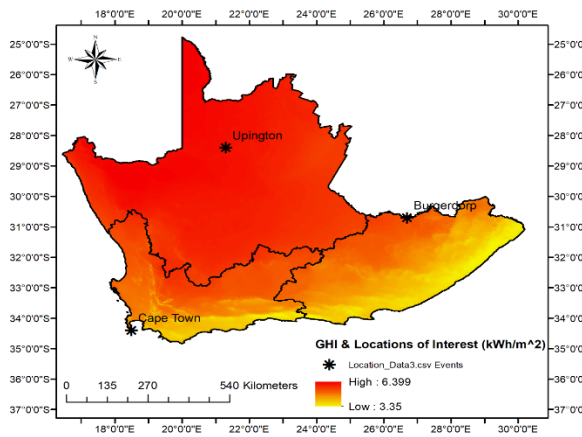 18°0'0"E 20°0'0"E 22°0'0"E 24°0'0"E 26°0'0"E 28°0'0"E 30°0'0"E
N
W E
S
25°0'0"S 25°0'0"S
26°0'0"S 26°0'0"S
27°0'0"S 27°0'0"S
Upington
28°0'0"S 28°0'0"S
29°0'0"S 29°0'0"S
30°0'0"S 30°0'0"S
Burgerdorp
31°0'0"S 31°0'0"S
32°0'0"S 32°0'0"S
33°0'0"S 33°0'0"S
34°0'0"S 34°0'0"S
Cape Town
35°0'0"S 35°0'0"S
GHI & Locations of Interest (kWh/m^2)
Location_Data3.csv Events
36°0'0"S 36°0'0"S
0 135 270 540 Kilometers
High : 6.399
Low : 3.35
37°0'0"S 37°0'0"S
18°0'0"E 20°0'0"E 22°0'0"E 24°0'0"E 26°0'0"E 28°0'0"E 30°0'0"E